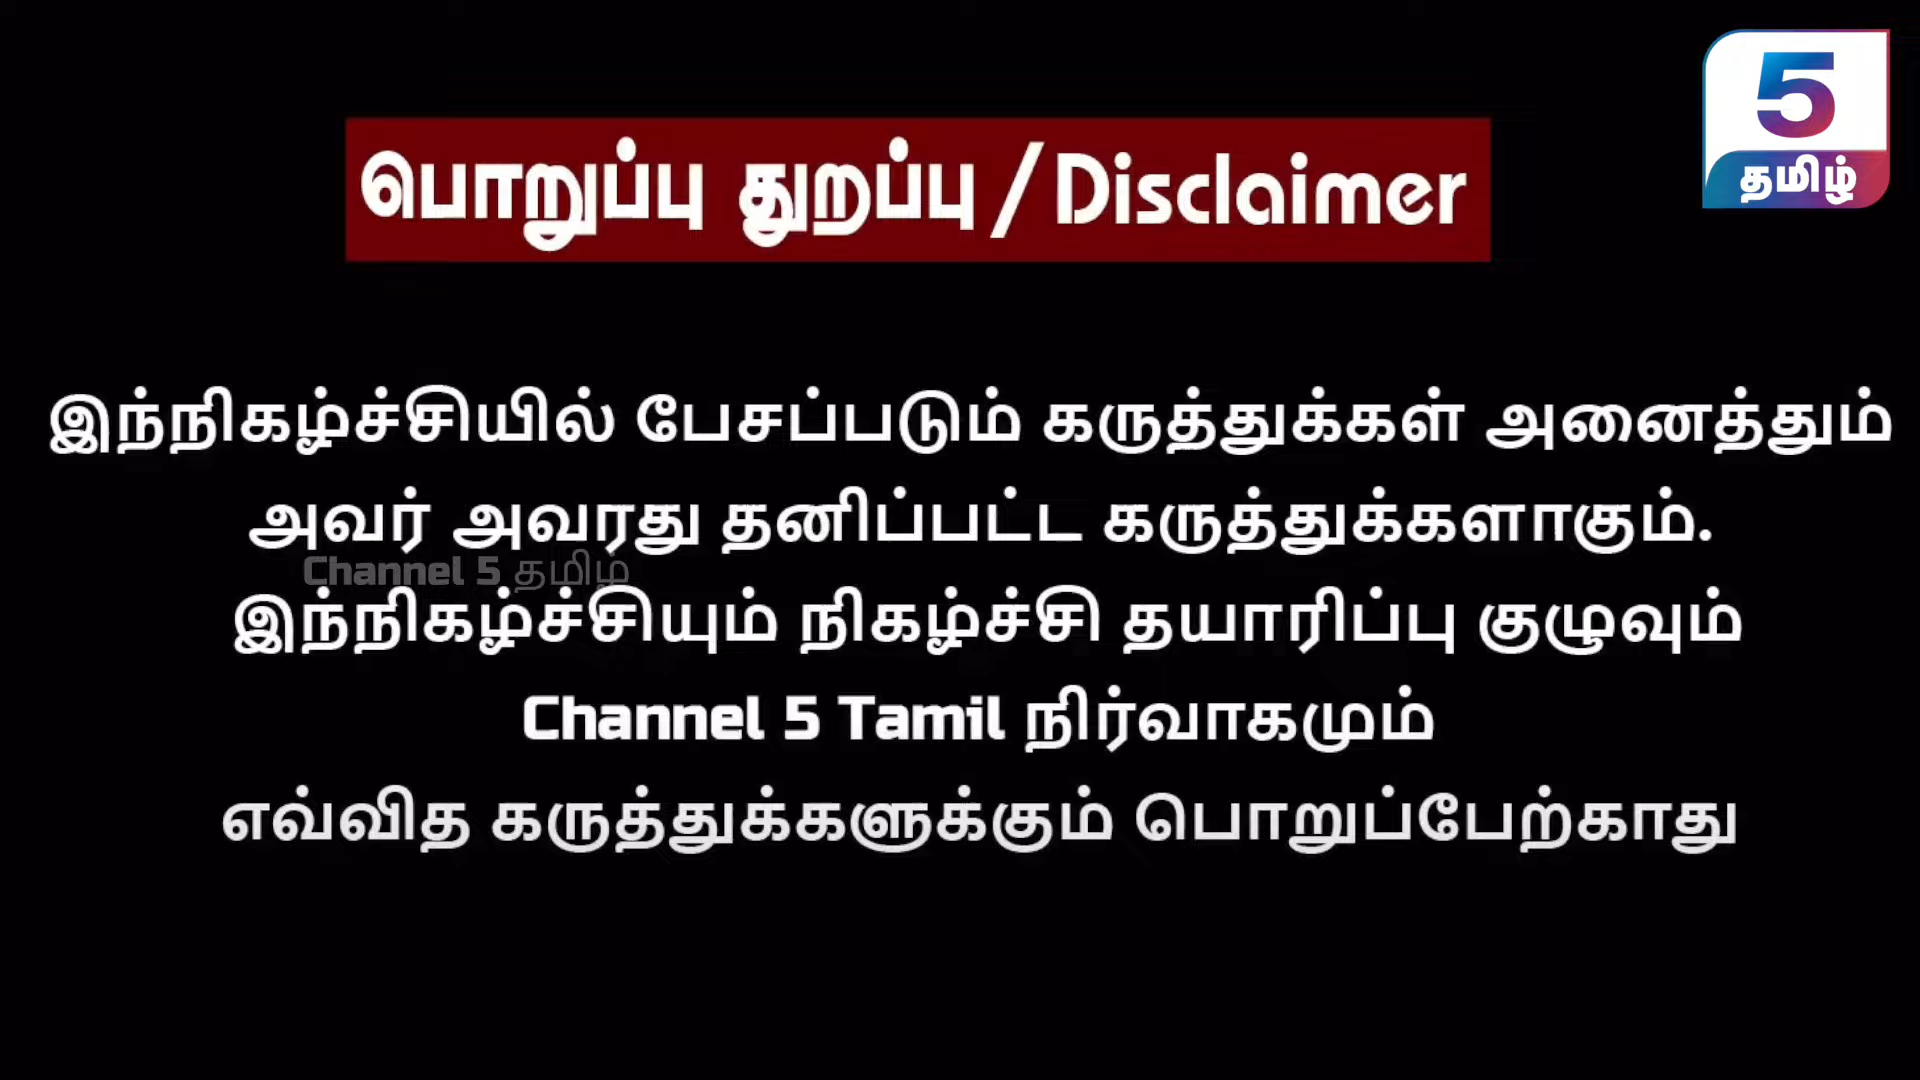 5
தமிழ்
பொறுப்பு துறப்பு / Disclaimer
இந்நிகழ்ச்சியில் பேசப்படும் கருத்துக்கள் அனைத்தும்
அவர் அவரது தனிப்பட்ட கருத்துக்களாகும்.
Channel 5 தமிழ்
இந்நிகழ்ச்சியும் நிகழ்ச்சி தயாரிப்பு குழுவும்
Channel 5 Tamil நிர்வாகமும்
எவ்வித கருத்துக்களுக்கும் பொறுப்பேற்காது